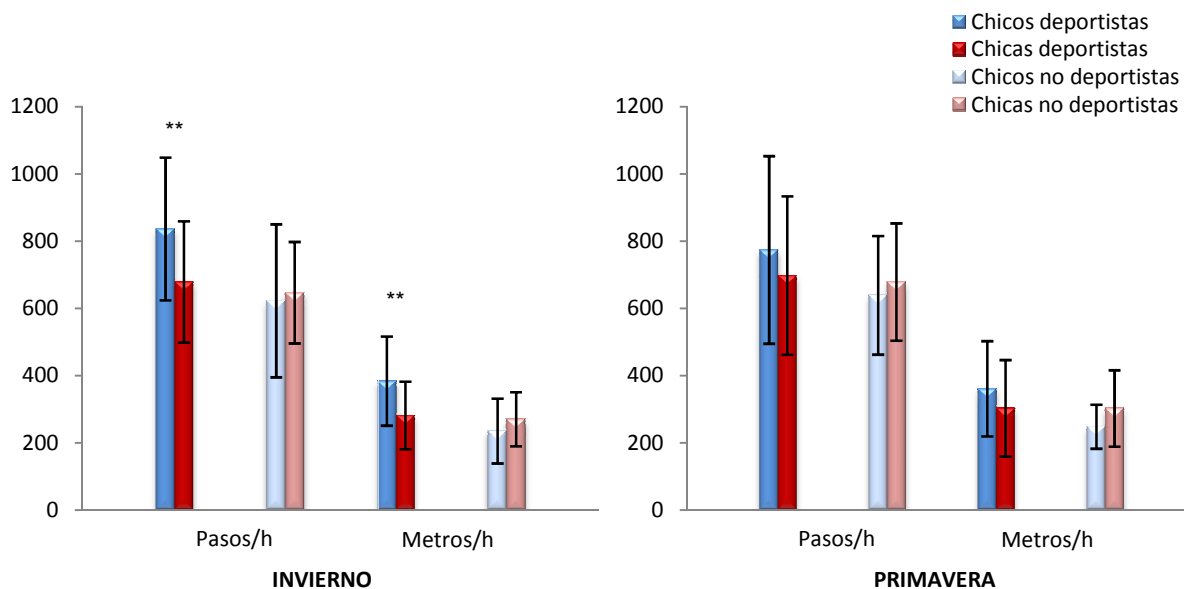 Chicos deportistas
Chicas deportistas
Chicos no deportistas
Chicas no deportistas
1200
1000
800
600
400
200
0
**
**
Pasos/h
Metros/h
INVIERNO
1200
1000
800
600
400
200
0
Pasos/h
Metros/h
PRIMAVERA